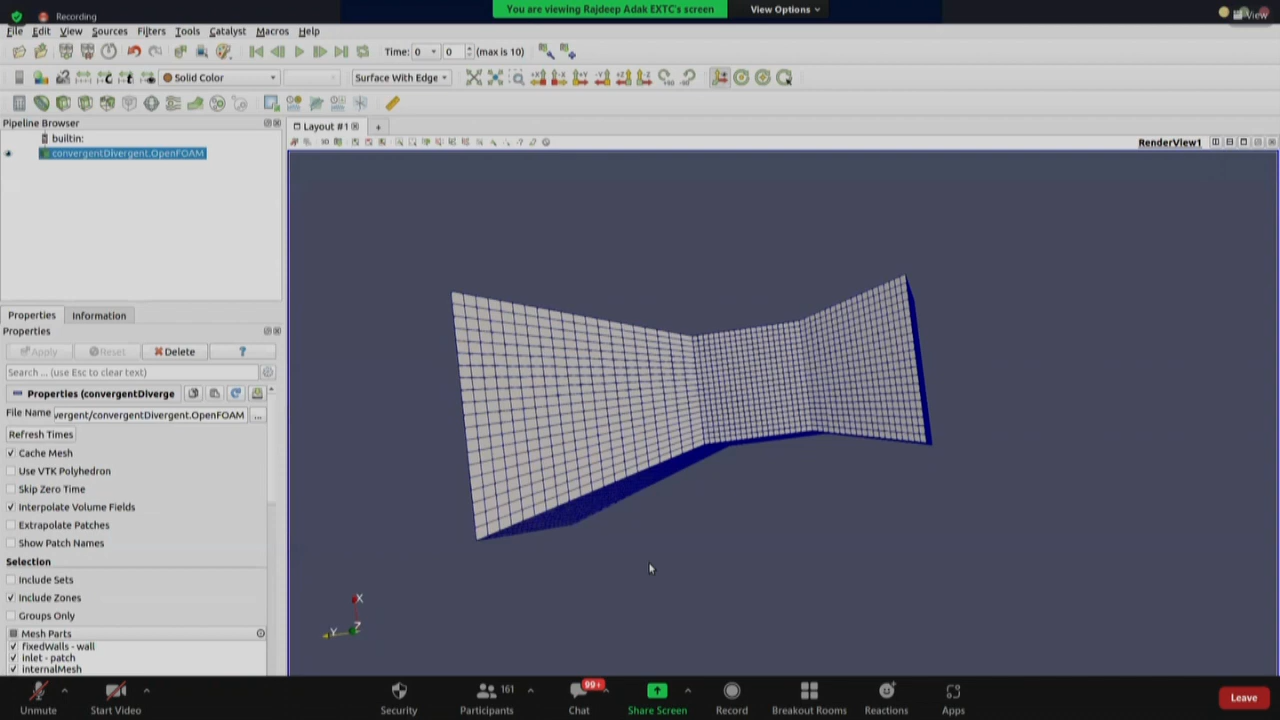 Recording
You are viewing Rajdeep Adak EXTC's screen
View Options
View
File Edit View Sources Filters Tools Catalyst Macros Help
Time: 0 0 (max is 10)
Solid Color
Surface With Edge
Pipeline Browser
builtin:
convergentDivergent.OpenFOAM
Layout #1
RenderView1
Properties Information
Properties
Apply Reset Delete ?
Search ... (use Esc to clear text)
Properties (convergentDiverge
File Name vergent/convergentDivergent.OpenFOAM ...
Refresh Times
Cache Mesh
Use VTK Polyhedron
Skip Zero Time
Interpolate Volume Fields
Extrapolate Patches
Show Patch Names
Selection
Include Sets
Include Zones
Groups Only
Mesh Parts
fixedWalls - wall
inlet - patch
internalMesh
X
Y
Z
99+
161
Unmute Start Video Security Participants Chat Share Screen Record Breakout Rooms Reactions Apps Leave